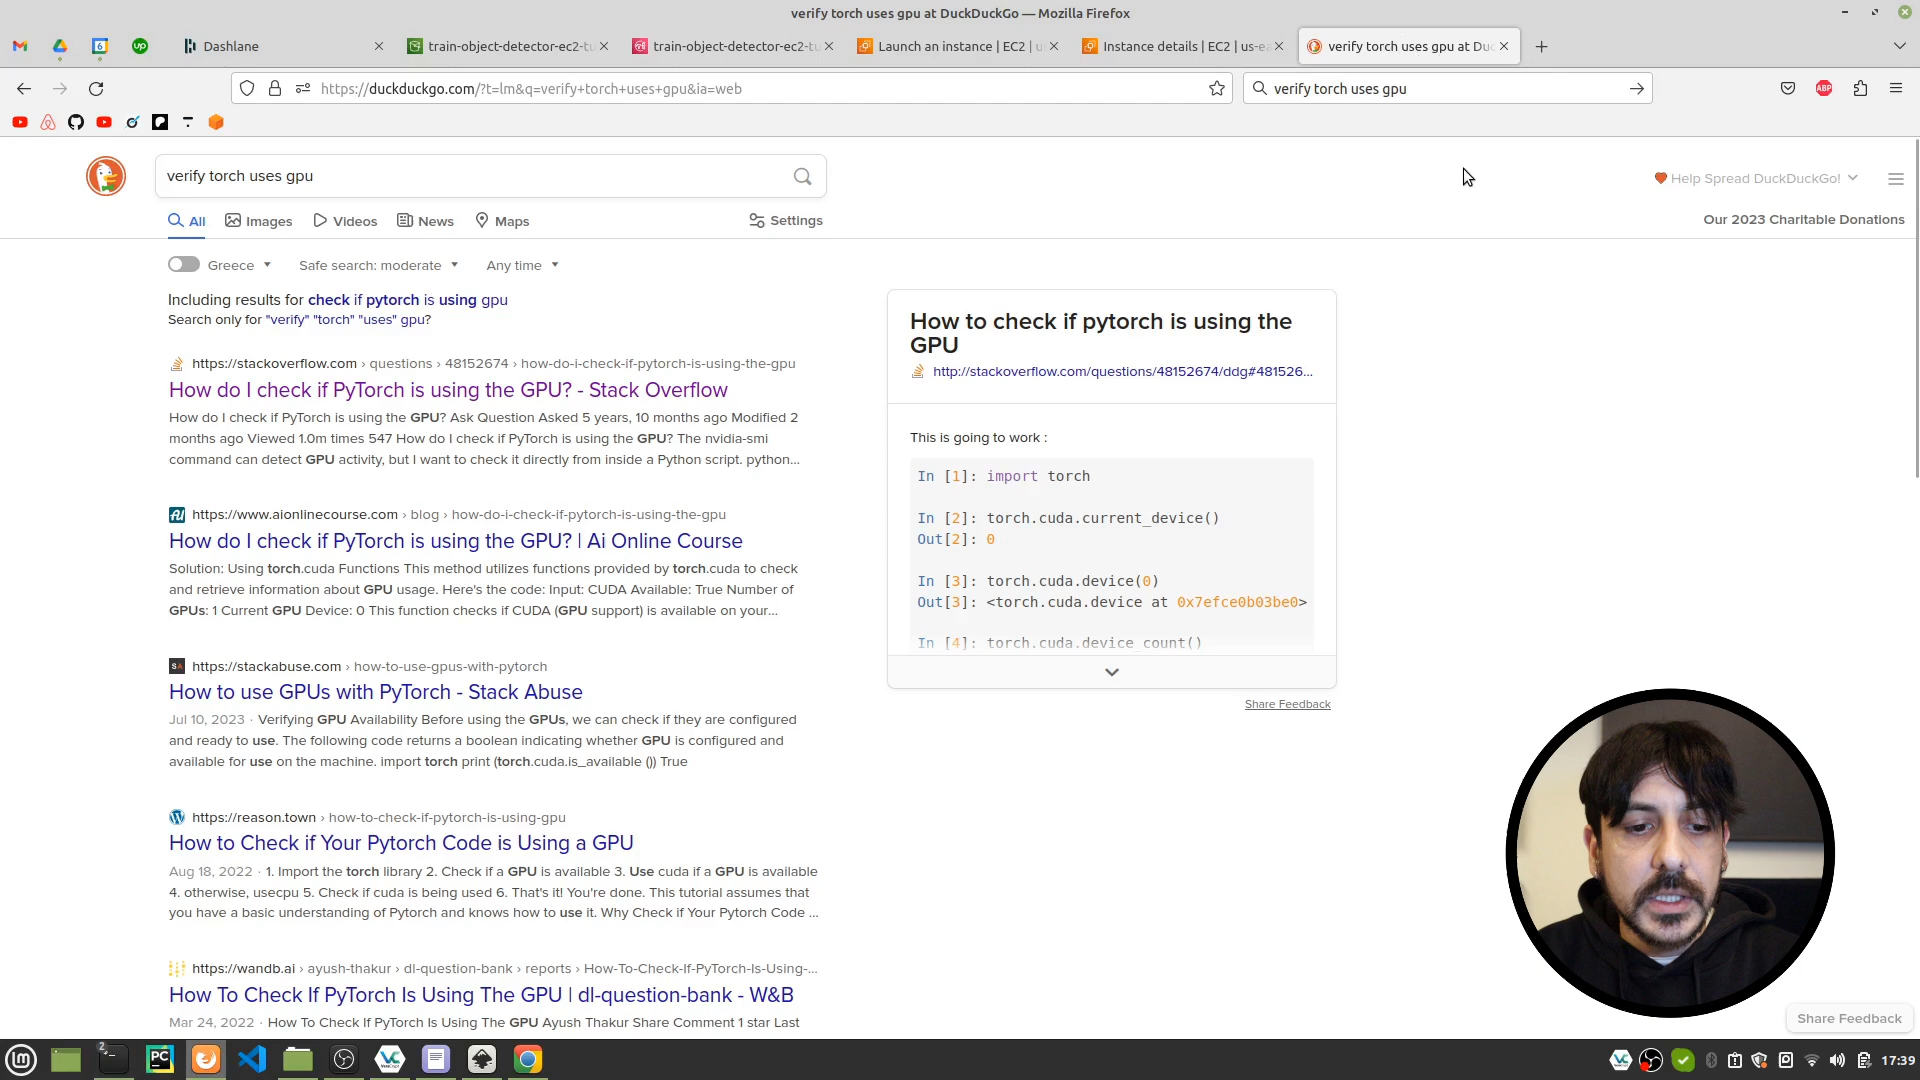 verify torch uses gpu at DuckDuckGo — Mozilla Firefox
Dashlane
train-object-detector-ec2-tu
train-object-detector-ec2-tu
Launch an instance | EC2 | u
Instance details | EC2 | us-ea
verify torch uses gpu at Duc
https://duckduckgo.com/?t=lm&q=verify+torch+uses+gpu&ia=web
verify torch uses gpu
ABP
verify torch uses gpu
Help Spread DuckDuckGo!
All
Images
Videos
News
Maps
Settings
Our 2023 Charitable Donations
Greece
Safe search: moderate
Any time
Including results for check if pytorch is using gpu
Search only for "verify" "torch" "uses" gpu?
https://stackoverflow.com › questions › 48152674 › how-do-i-check-if-pytorch-is-using-the-gpu
How do I check if PyTorch is using the GPU? - Stack Overflow
How do I check if PyTorch is using the GPU? Ask Question Asked 5 years, 10 months ago Modified 2
months ago Viewed 1.0m times 547 How do I check if PyTorch is using the GPU? The nvidia-smi
command can detect GPU activity, but I want to check it directly from inside a Python script. python...
https://www.aionlinecourse.com › blog › how-do-i-check-if-pytorch-is-using-the-gpu
How do I check if PyTorch is using the GPU? | Ai Online Course
Solution: Using torch.cuda Functions This method utilizes functions provided by torch.cuda to check
and retrieve information about GPU usage. Here's the code: Input: CUDA Available: True Number of
GPUs: 1 Current GPU Device: 0 This function checks if CUDA (GPU support) is available on your...
https://stackabuse.com › how-to-use-gpus-with-pytorch
How to use GPUs with PyTorch - Stack Abuse
Jul 10, 2023 · Verifying GPU Availability Before using the GPUs, we can check if they are configured
and ready to use. The following code returns a boolean indicating whether GPU is configured and
available for use on the machine. import torch print (torch.cuda.is_available ()) True
https://reason.town › how-to-check-if-pytorch-is-using-gpu
How to Check if Your Pytorch Code is Using a GPU
Aug 18, 2022 · 1. Import the torch library 2. Check if a GPU is available 3. Use cuda if a GPU is available
4. otherwise, usecpu 5. Check if cuda is being used 6. That's it! You're done. This tutorial assumes that
you have a basic understanding of Pytorch and knows how to use it. Why Check if Your Pytorch Code ...
https://wandb.ai › ayush-thakur › dl-question-bank › reports › How-To-Check-If-PyTorch-Is-Using-...
How To Check If PyTorch Is Using The GPU | dl-question-bank - W&B
Mar 24, 2022 · How To Check If PyTorch Is Using The GPU Ayush Thakur Share Comment 1 star Last
How to check if pytorch is using the
GPU
http://stackoverflow.com/questions/48152674/ddg#481526...
This is going to work :
In [1]: import torch
In [2]: torch.cuda.current_device()
Out[2]: 0
In [3]: torch.cuda.device(0)
Out[3]: <torch.cuda.device at 0x7efce0b03be0>
In [4]: torch.cuda.device_count()
Share Feedback
Share Feedback
2
PC
17:39